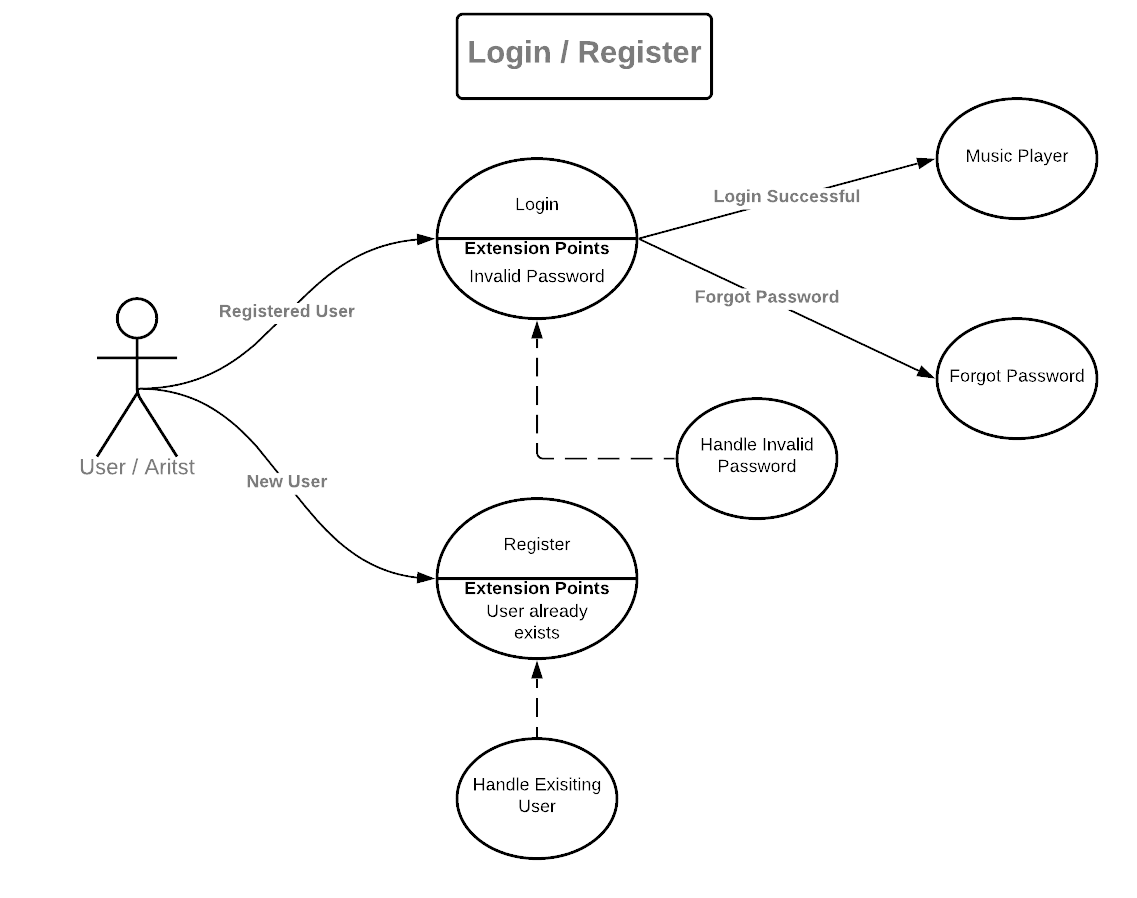 Login / Register
Music Player
Login
Login Successful
Extension Points
Invalid Password
Forgot Password
Registered User
Forgot Password
Handle Invalid
Password
User / Aritst
New User
Register
Extension Points
User already
exists
Handle Exisiting
User